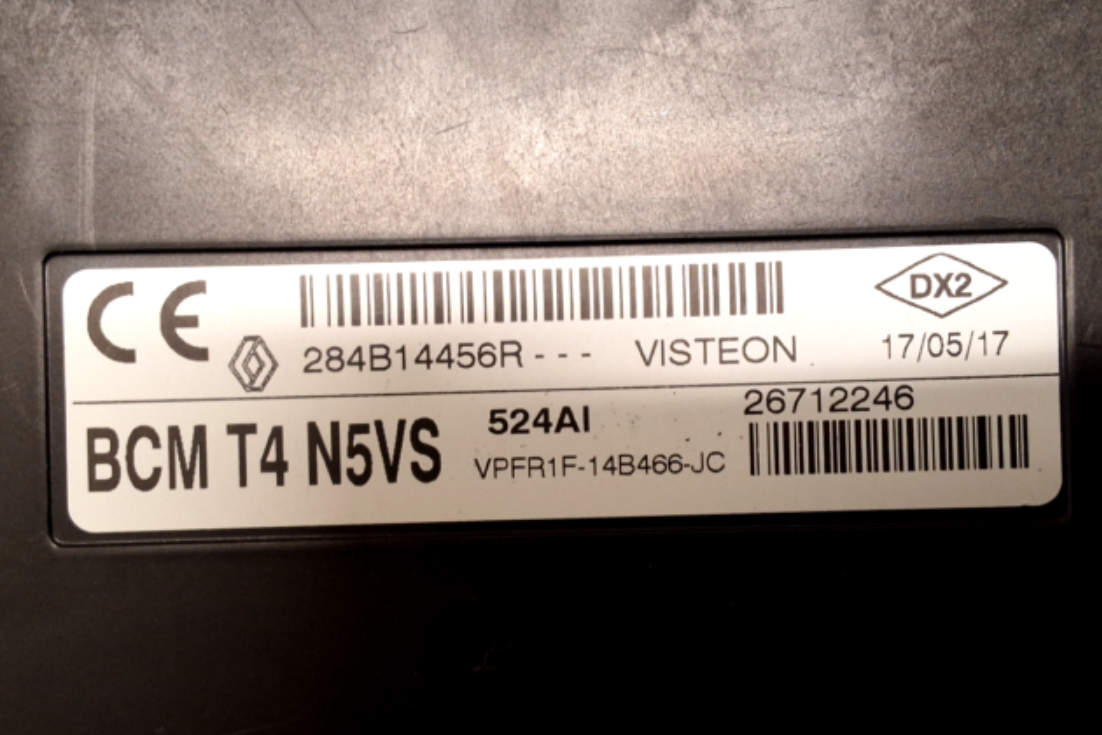 CE
DX2
284B14456R - - - VISTEON 17/05/17
BCM T4 N5VS
524AI
26712246
VPFR1F-14B466-JC